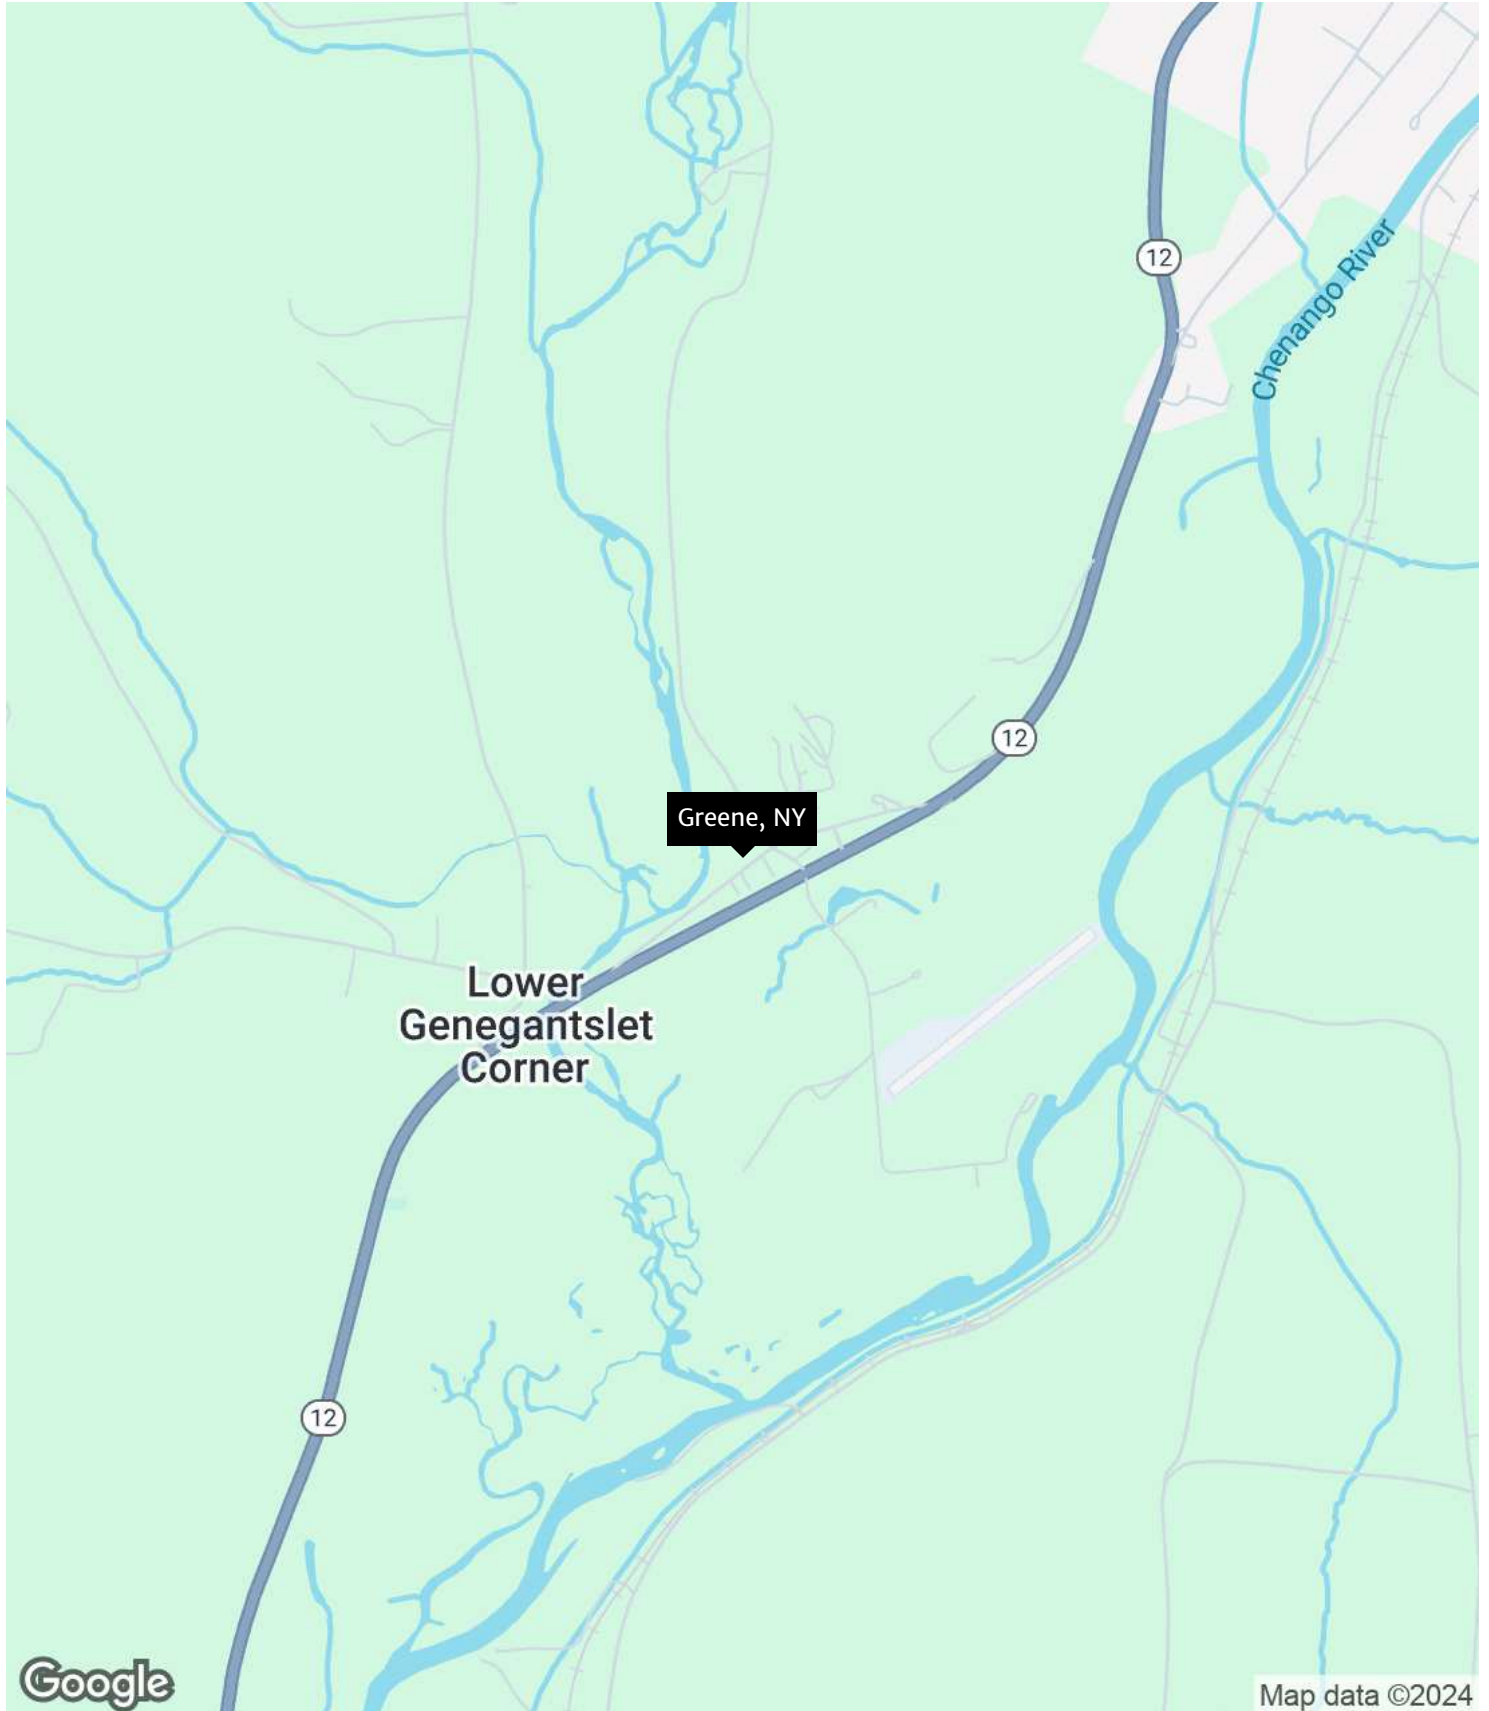 12
Chenango River
12
Greene, NY
Lower
Genegantslet
Corner
12
Google
Map data ©2024